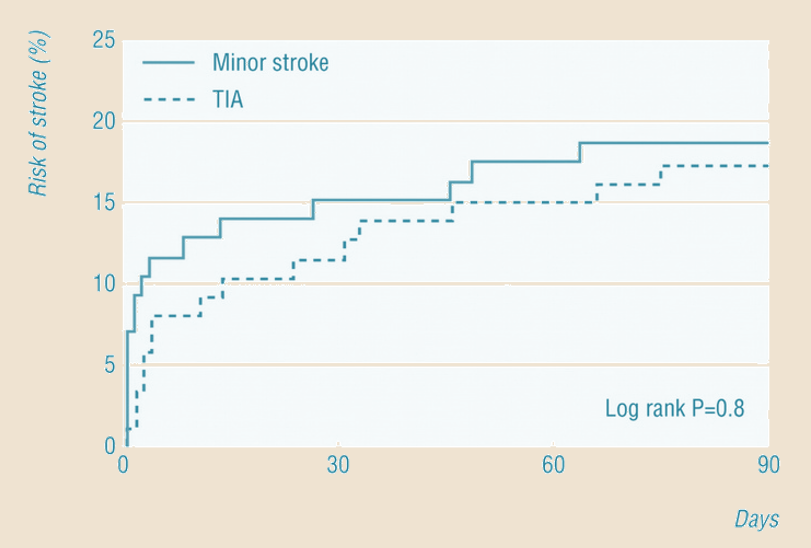 Risk of stroke (%)
25
20
15
10
5
0
Minor stroke
TIA
Log rank P=0.8
0 30 60 90
Days